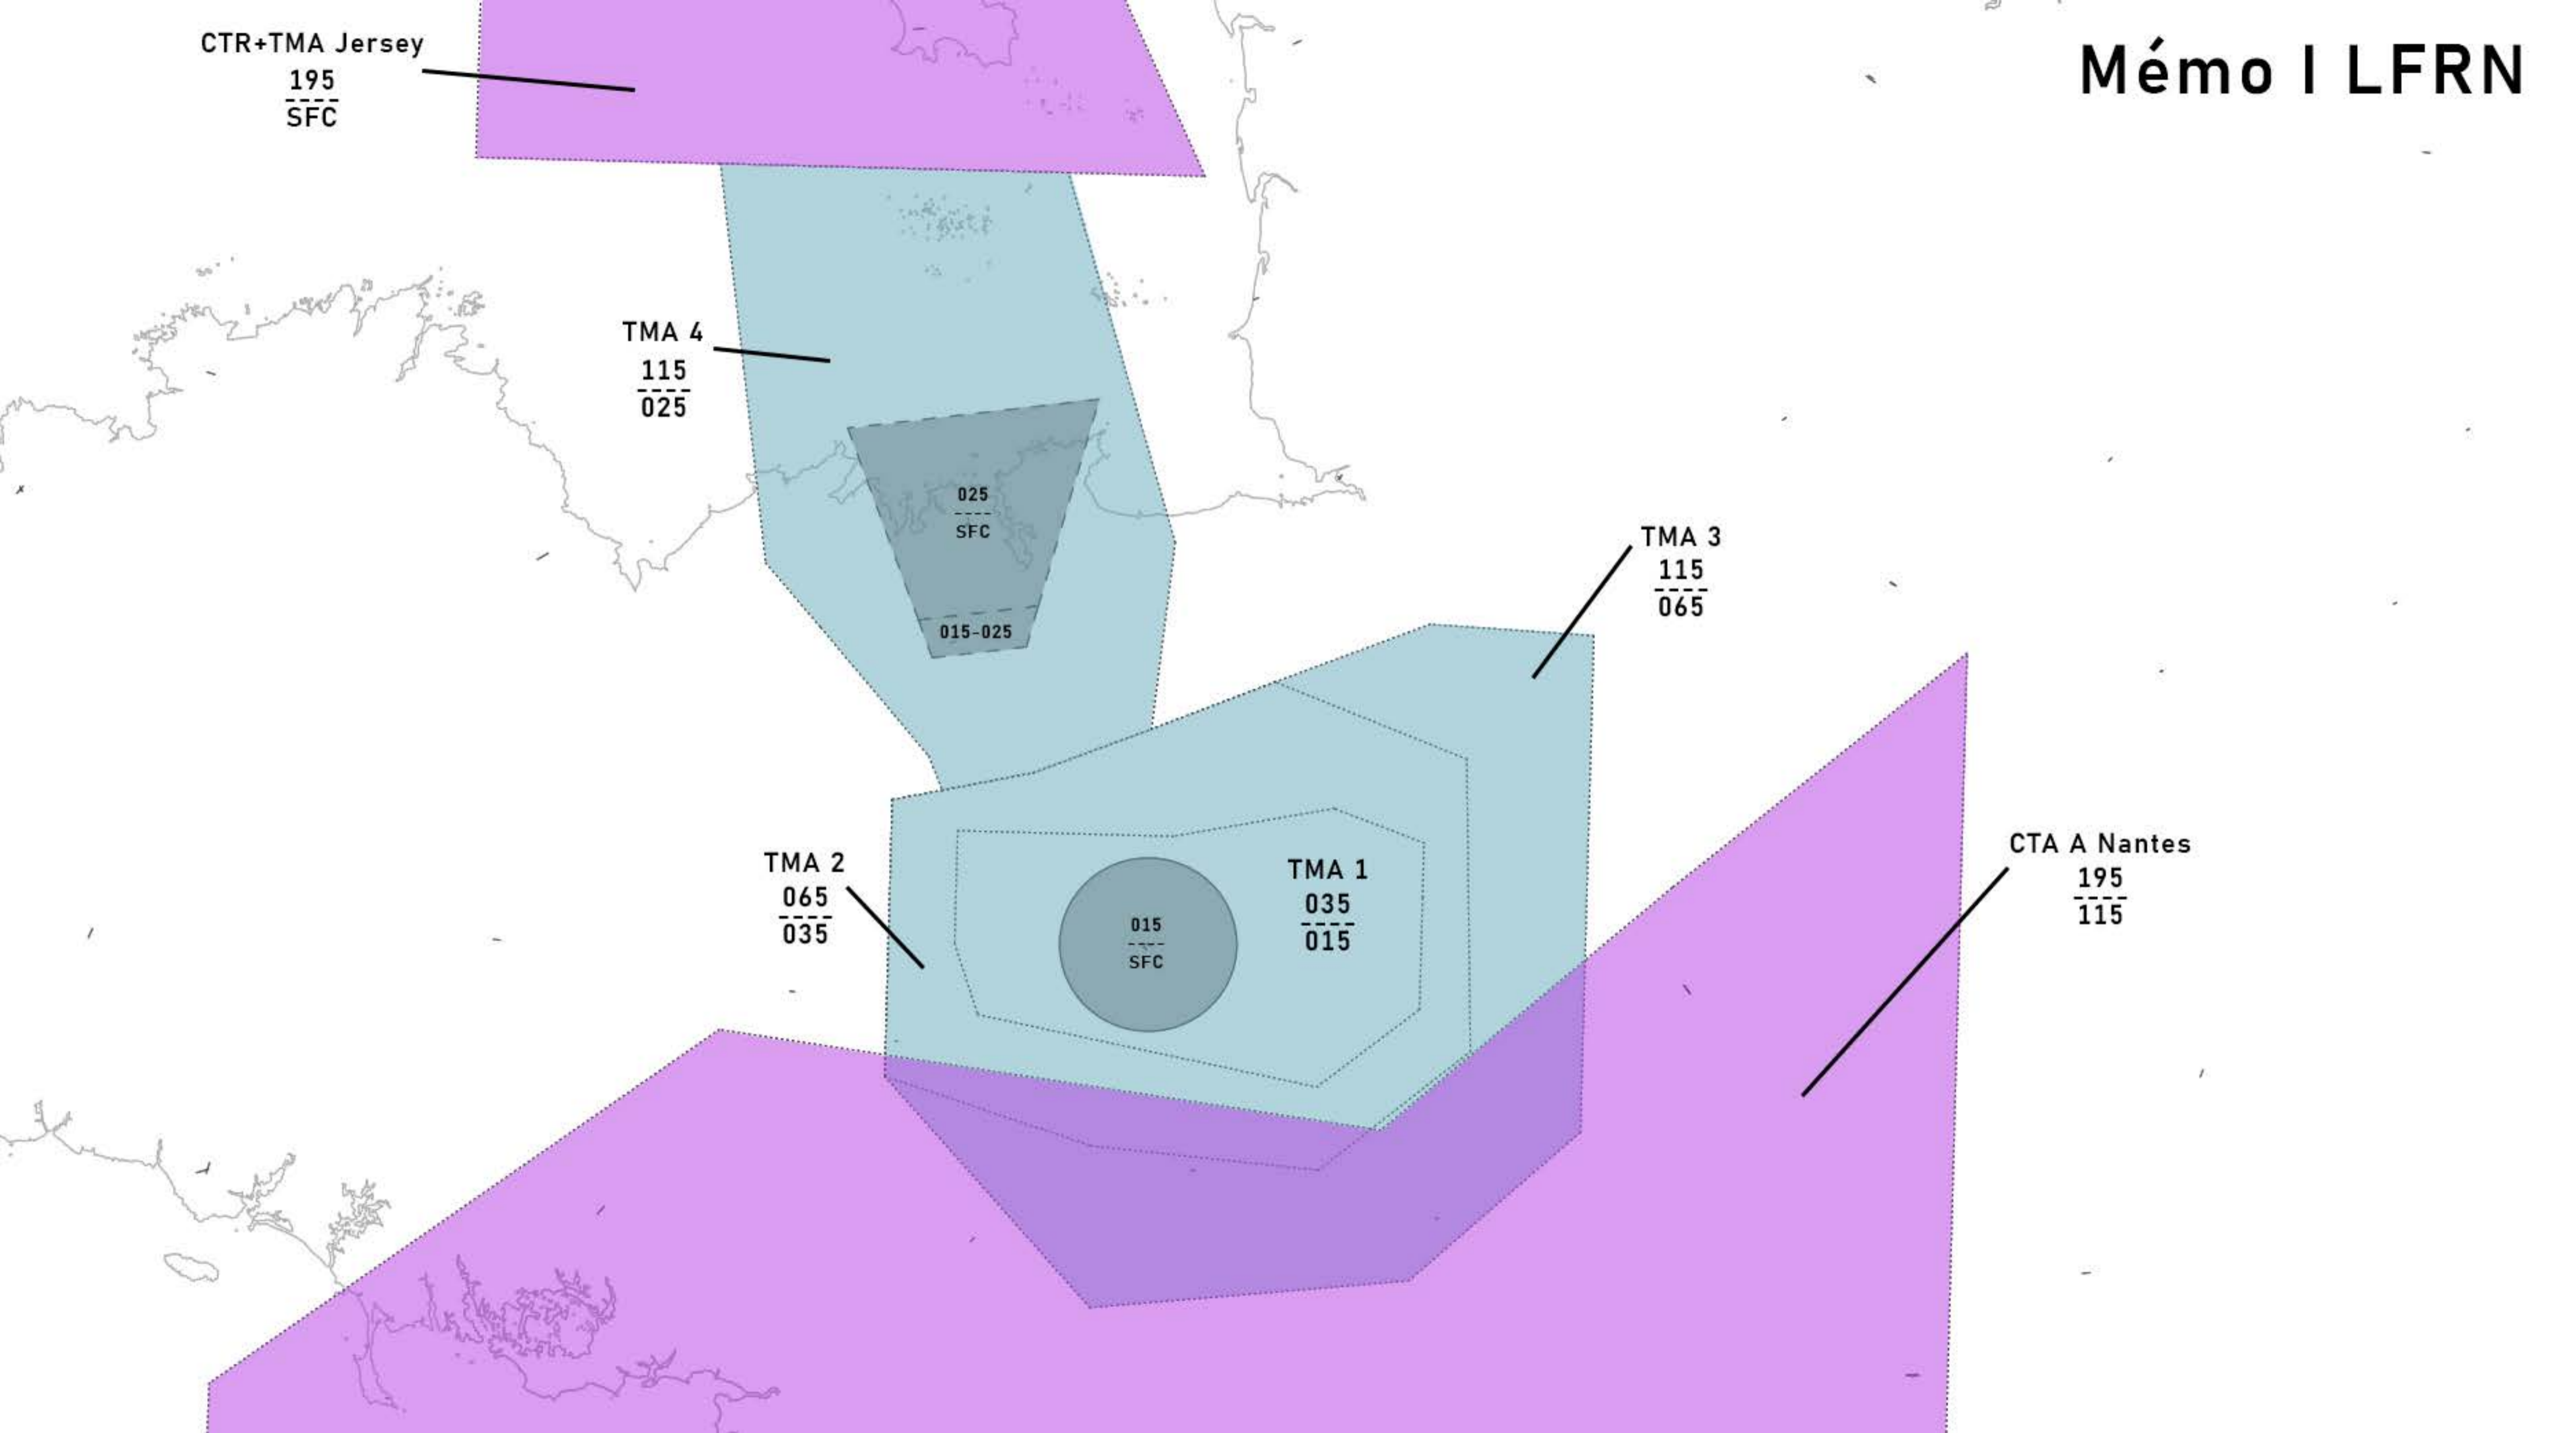 CTR+TMA Jersey
195
SFC
Mémo | LFRN
TMA 4
115
025
025
SFC
015-025
TMA 3
115
065
TMA 2
065
035
015
SFC
TMA 1
035
015
CTA A Nantes
195
115